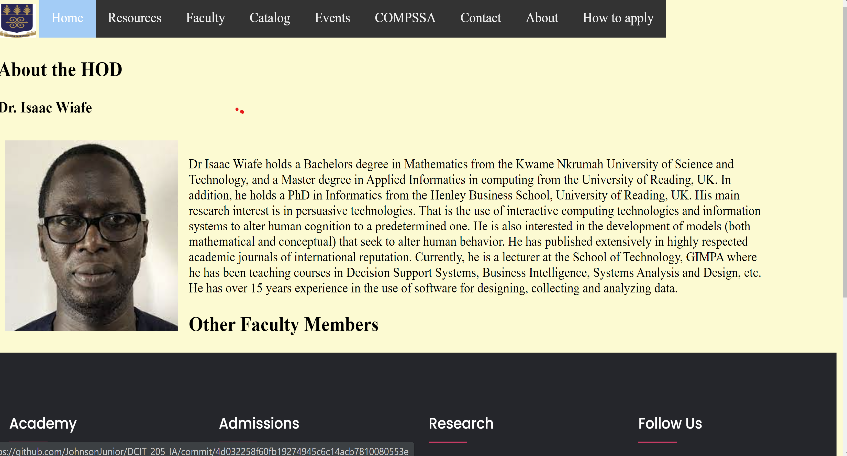 Home Resources Faculty Catalog Events COMPSSA Contact About How to apply
About the HOD
Dr. Isaac Wiafe
Dr Isaac Wiafe holds a Bachelors degree in Mathematics from the Kwame Nkrumah University of Science and
Technology, and a Master degree in Applied Informatics in computing from the University of Reading, UK. In
addition, he holds a PhD in Informatics from the Henley Business School, University of Reading, UK. His main
research interest is in persuasive technologies. That is the use of interactive computing technologies and information
systems to alter human cognition to a predetermined one. He is also interested in the development of models (both
mathematical and conceptual) that seek to alter human behavior. He has published extensively in highly respected
academic journals of international reputation. Currently, he is a lecturer at the School of Technology, GIMPA where
he has been teaching courses in Decision Support Systems, Business Intelligence, Systems Analysis and Design, etc.
He has over 15 years experience in the use of software for designing, collecting and analyzing data.
Other Faculty Members
Academy Admissions Research Follow Us
ps://github.com/JohnsonJunior/DCIT_205_IA/commit/4d032258f60fb19274945c6c14acb7810080553e